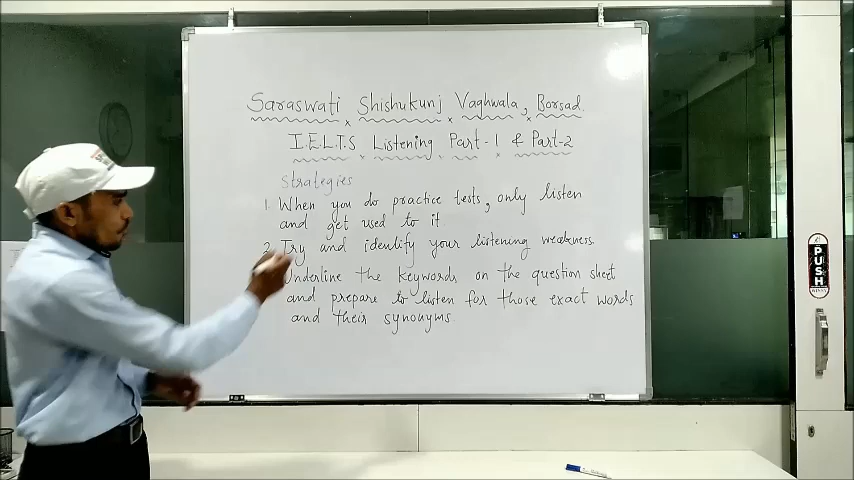 Saraswati Shishukunj Vaghwala, Borsad.
I.E.L.T.S Listening Part-1 & Part-2
Strategies
1. When you do practice tests, only listen
and get used to it
2. Try and identify your listening weakness.
Underline the keywords on the question sheet
and prepare to listen for those exact words
and their synonyms
PUSH